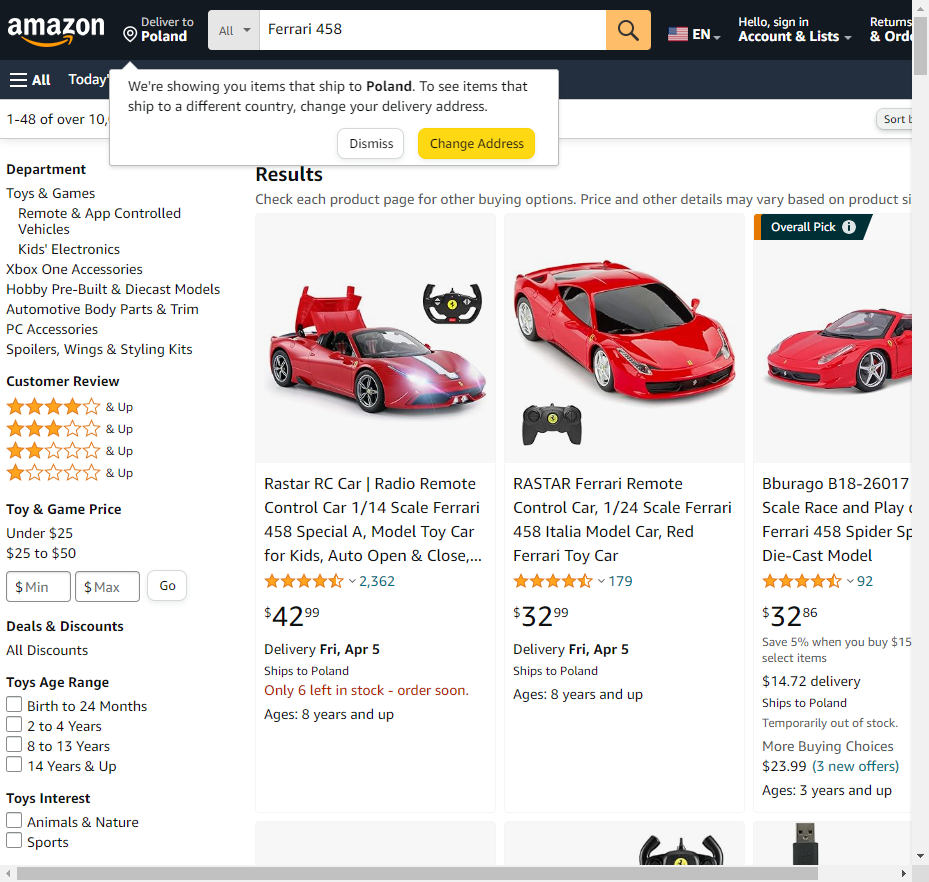 amazon
Deliver to
Poland
All
Ferrari 458
EN
Hello, sign in
Account & Lists
Returns
& Orde
All
Today'
We're showing you items that ship to Poland. To see items that
ship to a different country, change your delivery address.
Dismiss
Change Address
1-48 of over 10,
Sort b
Department
Toys & Games
Remote & App Controlled
Vehicles
Kids' Electronics
Xbox One Accessories
Hobby Pre-Built & Diecast Models
Automotive Body Parts & Trim
PC Accessories
Spoilers, Wings & Styling Kits
Customer Review
& Up
& Up
& Up
& Up
Toy & Game Price
Under $25
$25 to $50
$ Min
$ Max
Go
Deals & Discounts
All Discounts
Toys Age Range
Birth to 24 Months
2 to 4 Years
8 to 13 Years
14 Years & Up
Toys Interest
Animals & Nature
Sports
Results
Check each product page for other buying options. Price and other details may vary based on product si
Rastar RC Car | Radio Remote
Control Car 1/14 Scale Ferrari
458 Special A, Model Toy Car
for Kids, Auto Open & Close,...
2,362
$42.99
Delivery Fri, Apr 5
Ships to Poland
Only 6 left in stock - order soon.
Ages: 8 years and up
RASTAR Ferrari Remote
Control Car, 1/24 Scale Ferrari
458 Italia Model Car, Red
Ferrari Toy Car
179
$32.99
Delivery Fri, Apr 5
Ships to Poland
Ages: 8 years and up
Overall Pick
Bburago B18-26017
Scale Race and Play
Ferrari 458 Spider Sp
Die-Cast Model
92
$32.86
Save 5% when you buy $15
select items
$14.72 delivery
Ships to Poland
Temporarily out of stock.
More Buying Choices
$23.99 (3 new offers)
Ages: 3 years and up